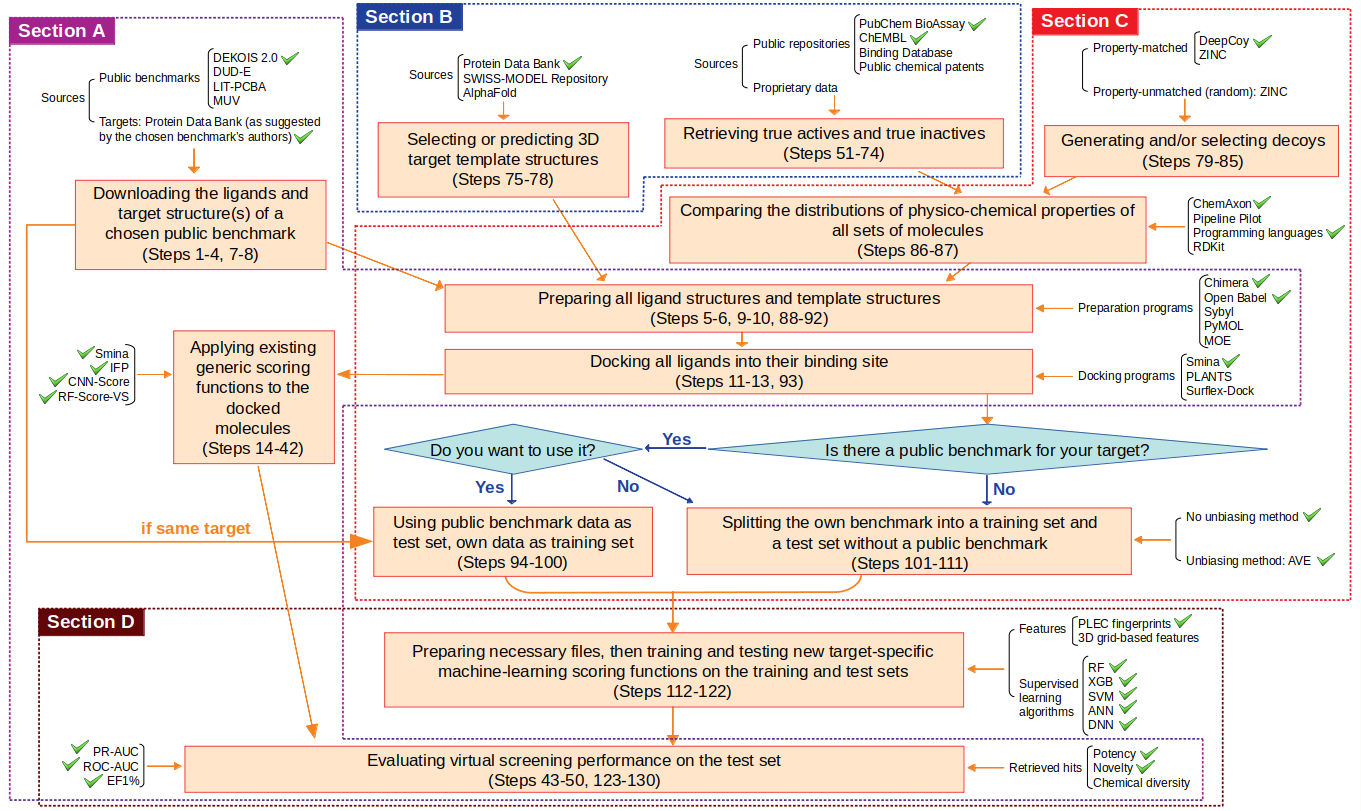 Section A
Sources
Public benchmarks
DEKOIS 2.0
DUD-E
LIT-PCBA
MUV
Targets: Protein Data Bank (as suggested
by the chosen benchmark's authors)
Downloading the ligands and
target structure(s) of a
chosen public benchmark
(Steps 1-4, 7-8)
Section B
Sources
Protein Data Bank
SWISS-MODEL Repository
AlphaFold
Selecting or predicting 3D
target template structures
(Steps 75-78)
Sources
Public repositories
PubChem BioAssay
ChEMBL
Binding Database
Public chemical patents
Proprietary data
Retrieving true actives and true inactives
(Steps 51-74)
Section C
Property-matched
DeepCoy
ZINC
Property-unmatched (random): ZINC
Generating and/or selecting decoys
(Steps 79-85)
Comparing the distributions of physico-chemical properties of
all sets of molecules
(Steps 86-87)
ChemAxon
Pipeline Pilot
Programming languages
RDKit
Preparing all ligand structures and template structures
(Steps 5-6, 9-10, 88-92)
Preparation programs
Chimera
Open Babel
Sybyl
PyMOL
MOE
Docking all ligands into their binding site
(Steps 11-13, 93)
Docking programs
Smina
PLANTS
Surflex-Dock
Smina
IFP
CNN-Score
RF-Score-VS
Applying existing
generic scoring
functions to the
docked
molecules
(Steps 14-42)
Do you want to use it?
Yes
Is there a public benchmark for your target?
Yes
No
No
if same target
Using public benchmark data as
test set, own data as training set
(Steps 94-100)
Splitting the own benchmark into a training set and
a test set without a public benchmark
(Steps 101-111)
No unbiasing method
Unbiasing method: AVE
Section D
Preparing necessary files, then training and testing new target-specific
machine-learning scoring functions on the training and test sets
(Steps 112-122)
Features
PLEC fingerprints
3D grid-based features
Supervised
learning
algorithms
RF
XGB
SVM
ANN
DNN
PR-AUC
ROC-AUC
EF1%
Evaluating virtual screening performance on the test set
(Steps 43-50, 123-130)
Retrieved hits
Potency
Novelty
Chemical diversity